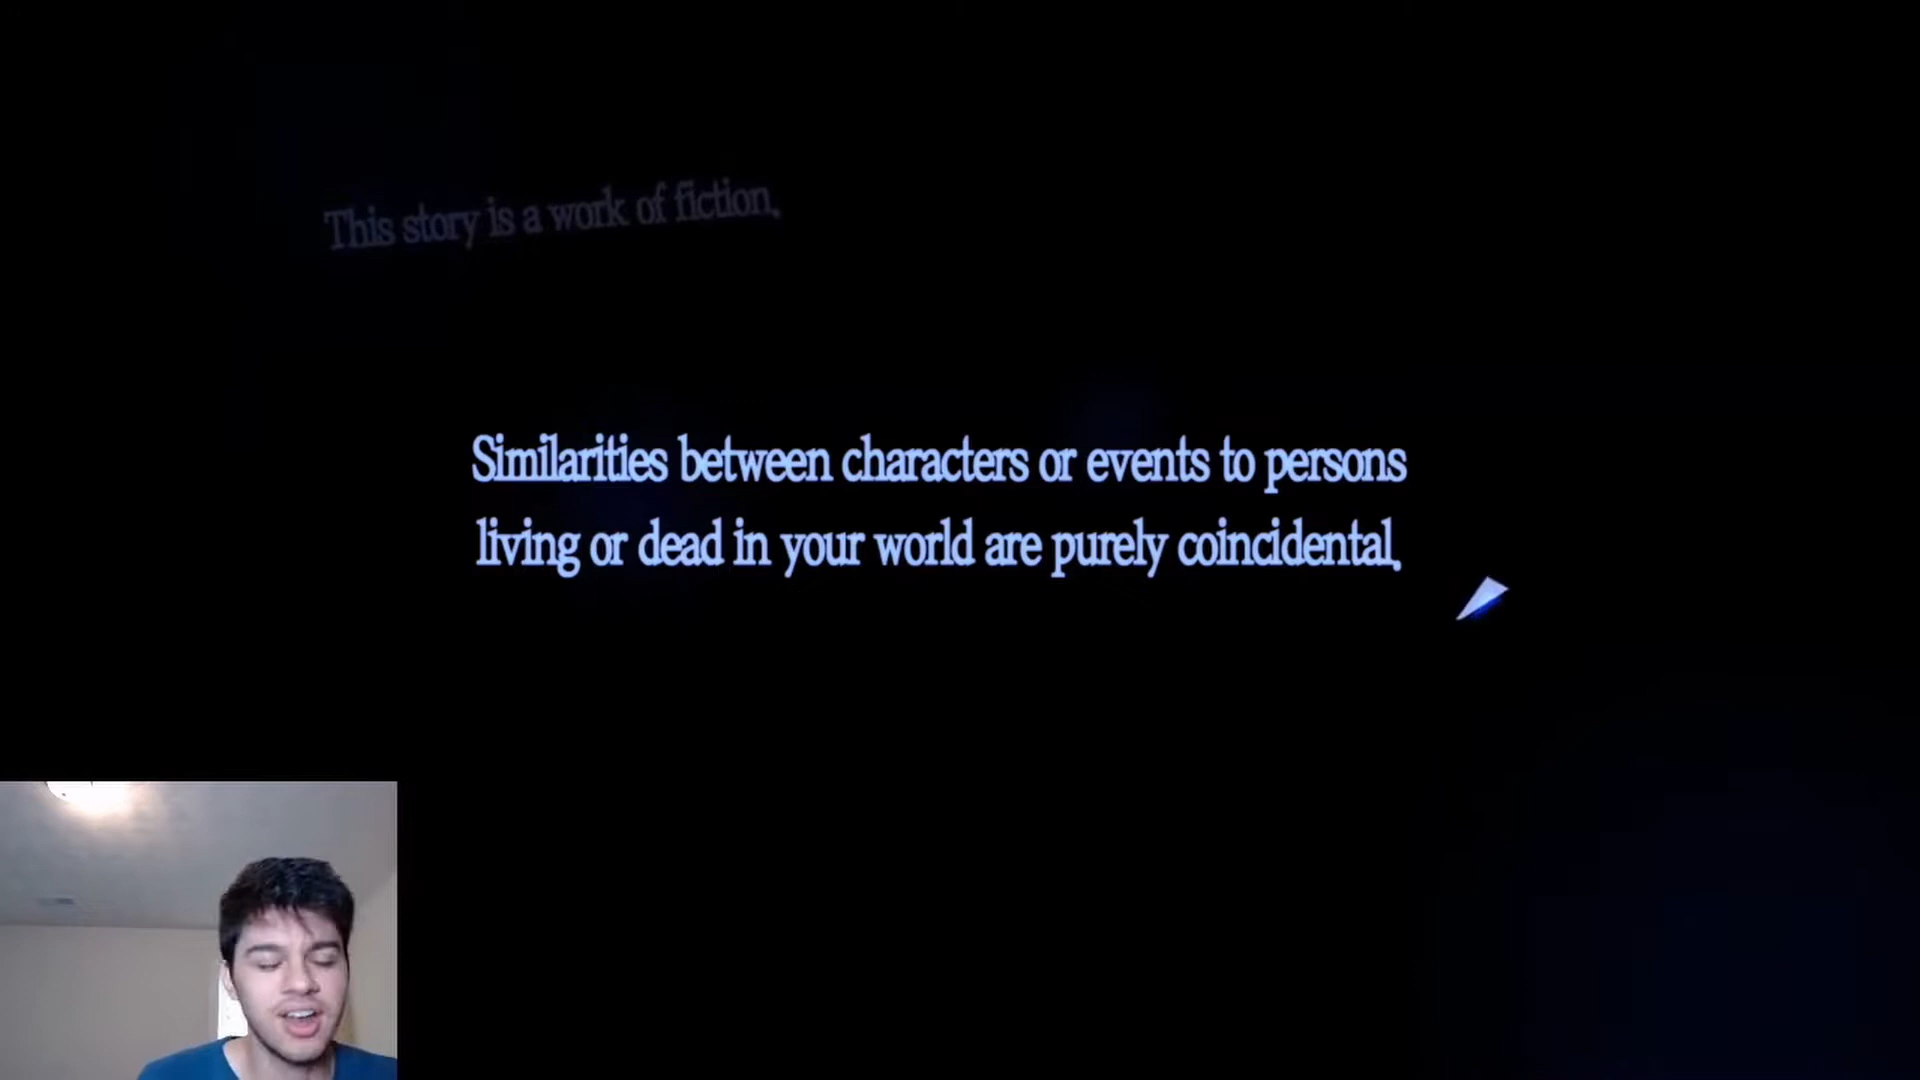 This story is a work of fiction.
Similarities between characters or events to persons
living or dead in your world are purely coincidental.